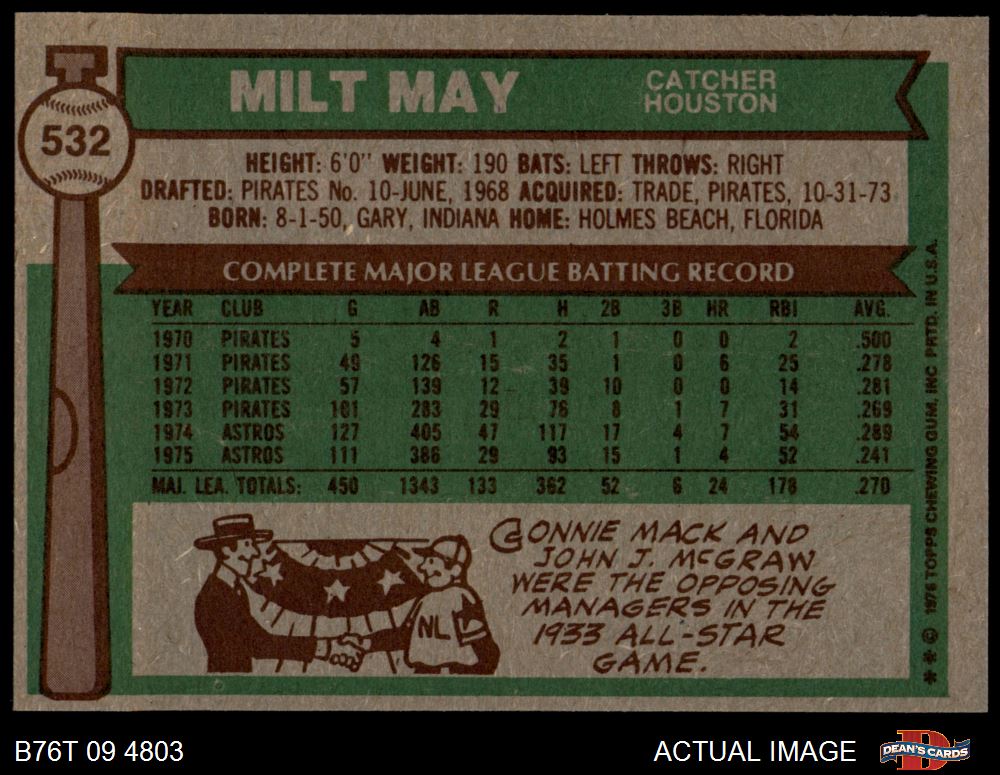 MILT MAY
CATCHER
HOUSTON
532
HEIGHT: 6'0" WEIGHT: 190 BATS: LEFT THROWS: RIGHT
DRAFTED: PIRATES No. 10-JUNE, 1968 ACQUIRED: TRADE, PIRATES, 10-31-73
BORN: 8-1-50, GARY, INDIANA HOME: HOLMES BEACH, FLORIDA
COMPLETE MAJOR LEAGUE BATTING RECORD
YEAR CLUB G AB R H 2B 3B HR RBI AVG.
1970 PIRATES 5 4 1 2 1 0 0 2 .500
1971 PIRATES 49 126 15 35 1 0 6 25 .278
1972 PIRATES 57 139 12 39 10 0 0 14 .281
1973 PIRATES 101 283 29 76 8 1 7 31 .269
1974 ASTROS 127 405 47 117 17 4 7 54 .289
1975 ASTROS 111 386 29 93 15 1 4 52 .241
MAJ. LEA. TOTALS: 450 1343 133 362 52 6 24 178 .270
CONNIE MACK AND
JOHN J. McGRAW
WERE THE OPPOSING
MANAGERS IN THE
1933 ALL-STAR
GAME.
NL
* * © 1976 TOPPS CHEWING GUM, INC PRTD. IN U.S.A.
B76T 09 4803
ACTUAL IMAGE
DEAN'S CARDS